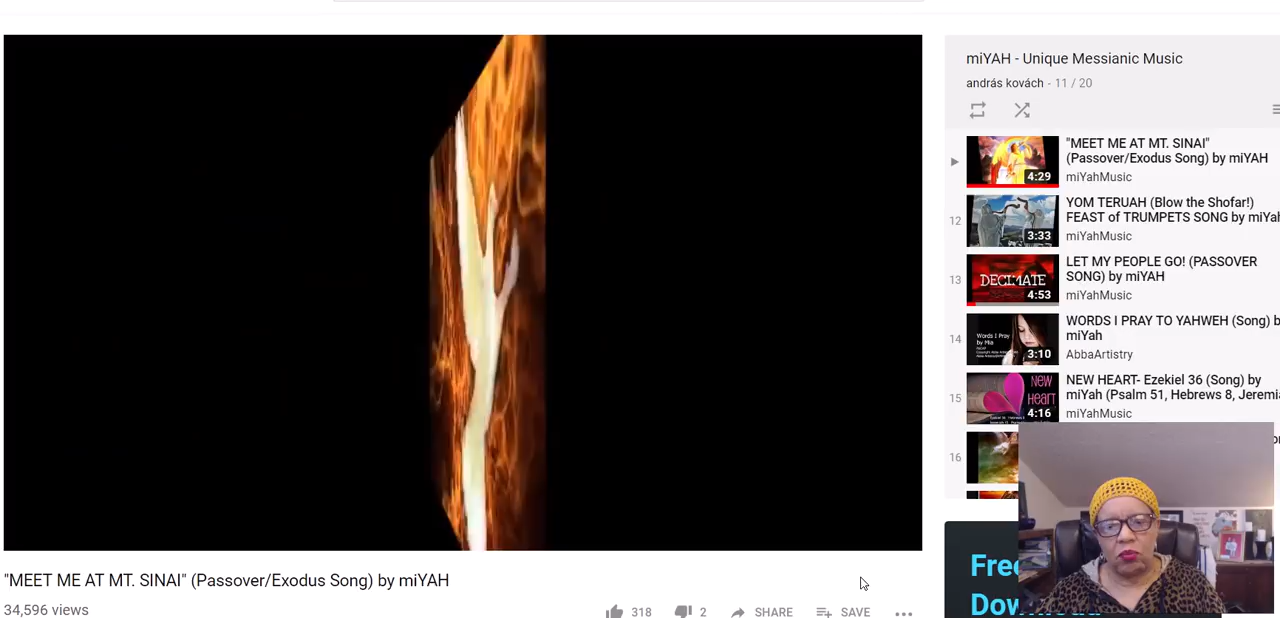 "MEET ME AT MT. SINAI" (Passover/Exodus Song) by miYAH
34,596 views
318
2
SHARE
SAVE
miYAH - Unique Messianic Music
andrás kovách - 11 / 20
4:29
"MEET ME AT MT. SINAI"
(Passover/Exodus Song) by miYAH
miYahMusic
12
3:33
YOM TERUAH (Blow the Shofar!)
FEAST of TRUMPETS SONG by
miYahMusic
13
DECIMATE
4:53
LET MY PEOPLE GO! (PASSOVER
SONG) by miYAH
miYahMusic
14
Words I Pray
by Mia
3:10
WORDS I PRAY TO YAHWEH (Song)
miYah
AbbaArtistry
15
NEW
HEART
4:16
NEW HEART- Ezekiel 36 (Song) by
miYah (Psalm 51, Hebrews 8,
miYahMusic
16